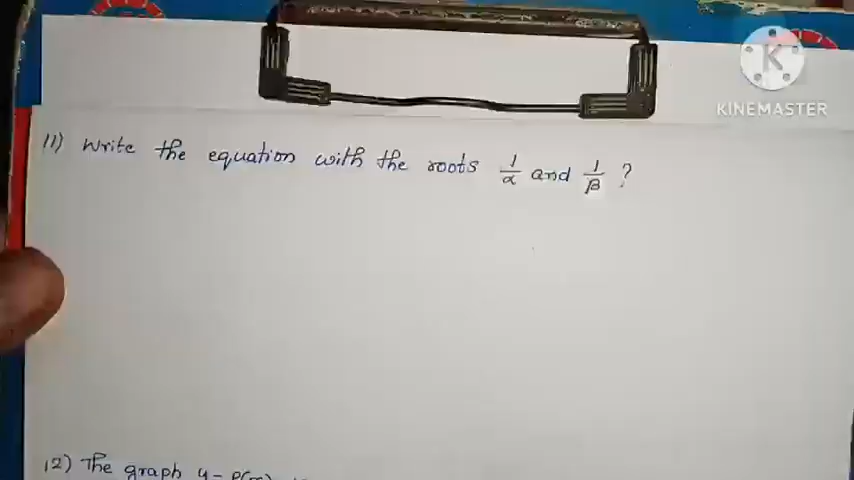 KINEMASTER
11) Write the equation with the roots 1/α and 1/β ?
12) The graph y = P(x)